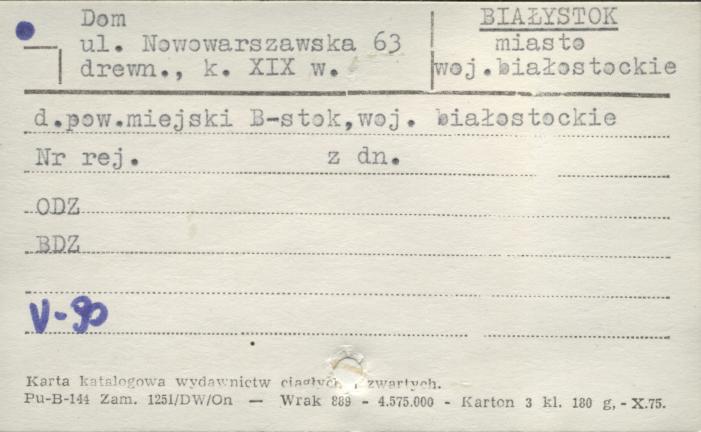 Dom
ul. Nowowarszawska 63
drewn., k. XIX w.
BIAŁYSTOK
miasto
woj.białostockie
d.pow.miejski B-stok,woj. białostockie
Nr rej. z dn.
ODZ
BDZ
V-90
Karta katalogowa wydawnictw ciągłych i zwartych.
Pu-B-144 Zam. 1251/DW/On — Wrak 889 - 4.575.000 - Karton 3 kl. 180 g, - X.75.